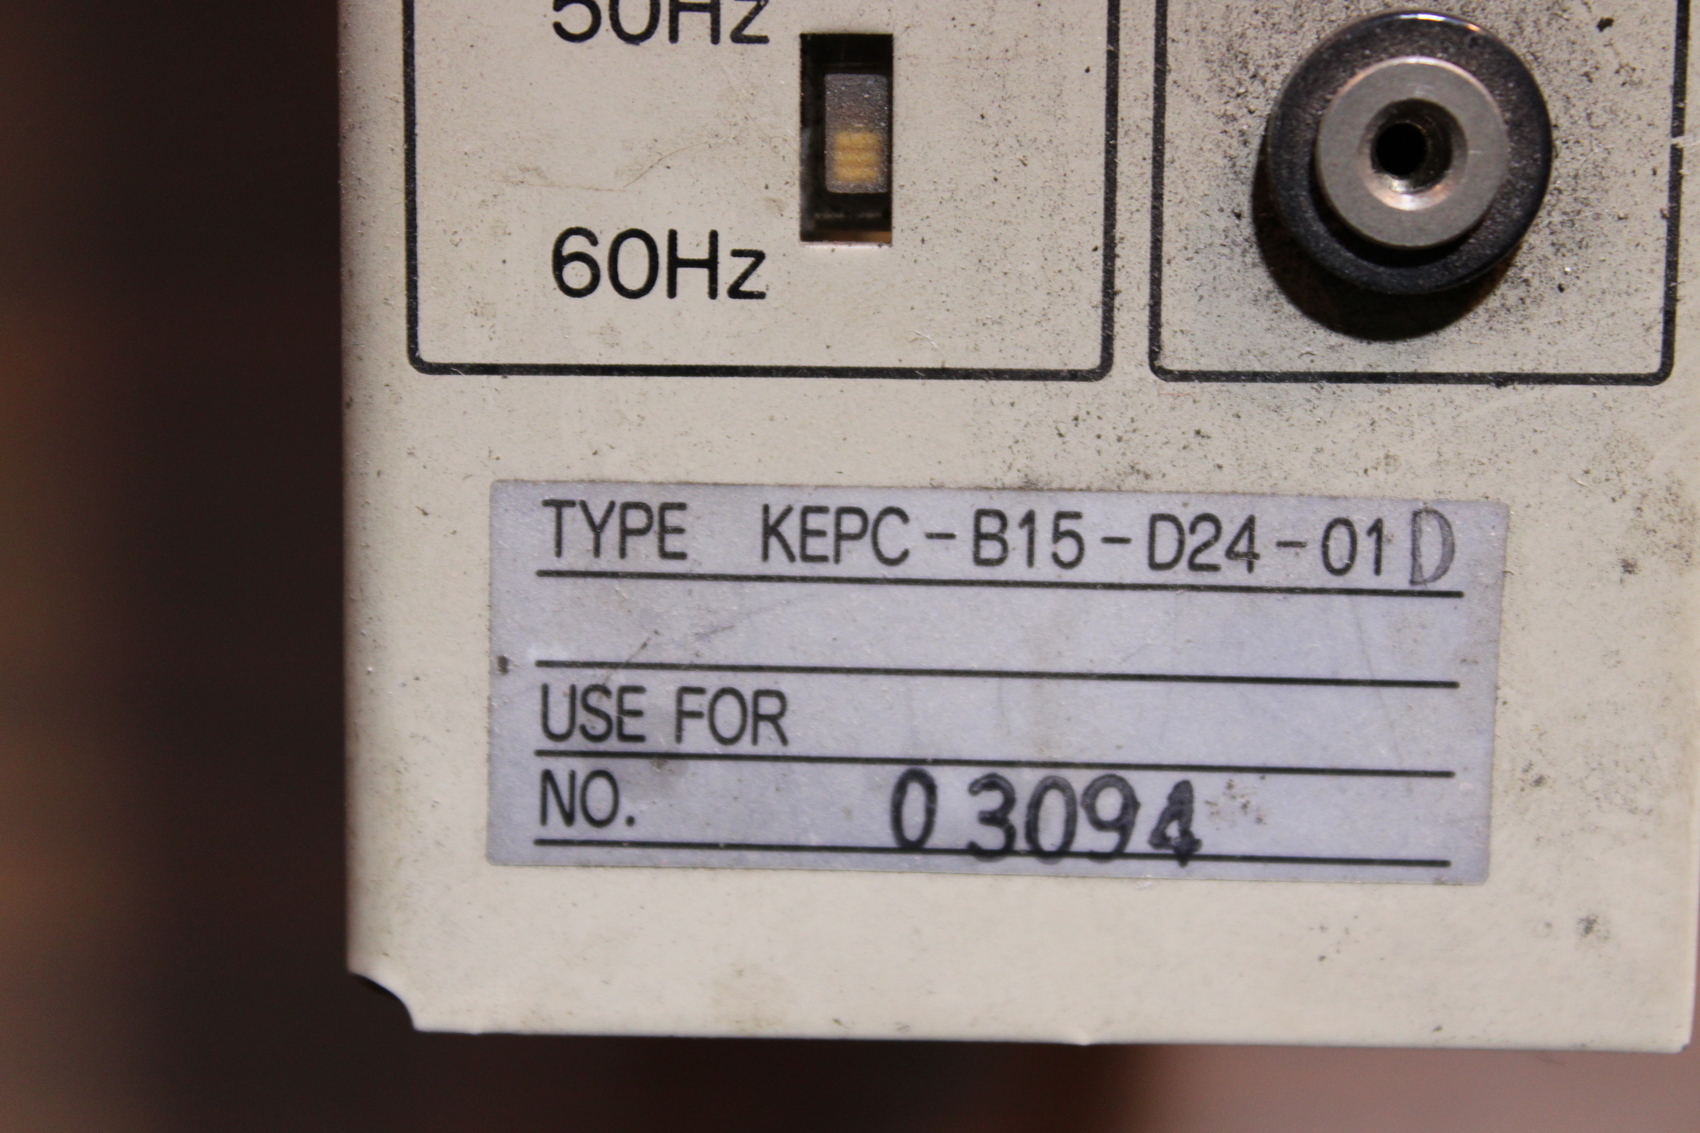 50Hz
60Hz
TYPE KEPC-B15-D24-01D
USE FOR
NO. 03094